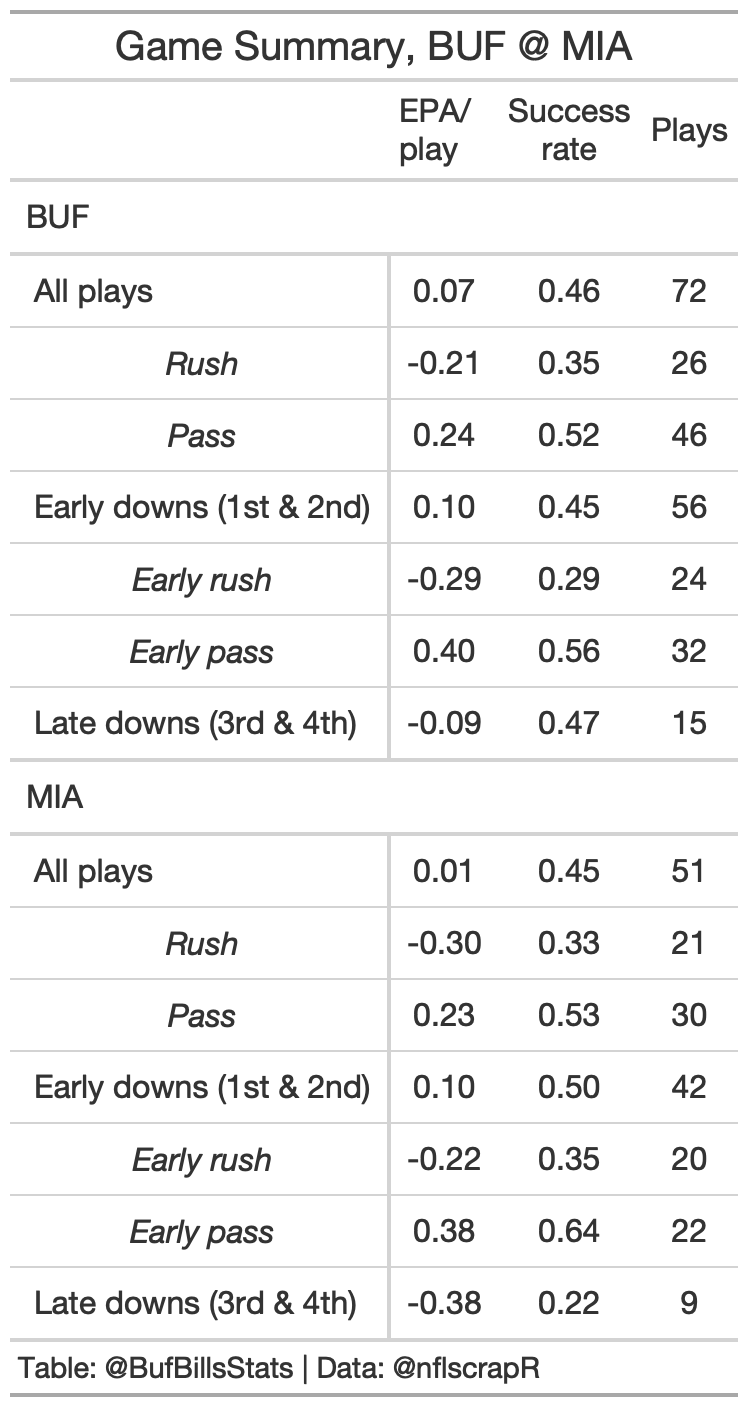 Game Summary, BUF @ MIA
EPA/ Success Plays
play rate
BUF
All plays 0.07 0.46 72
Rush -0.21 0.35 26
Pass 0.24 0.52 46
Early downs (1st & 2nd) 0.10 0.45 56
Early rush -0.29 0.29 24
Early pass 0.40 0.56 32
Late downs (3rd & 4th) -0.09 0.47 15
MIA
All plays 0.01 0.45 51
Rush -0.30 0.33 21
Pass 0.23 0.53 30
Early downs (1st & 2nd) 0.10 0.50 42
Early rush -0.22 0.35 20
Early pass 0.38 0.64 22
Late downs (3rd & 4th) -0.38 0.22 9
Table: @BufBillsStats | Data: @nflscrapR